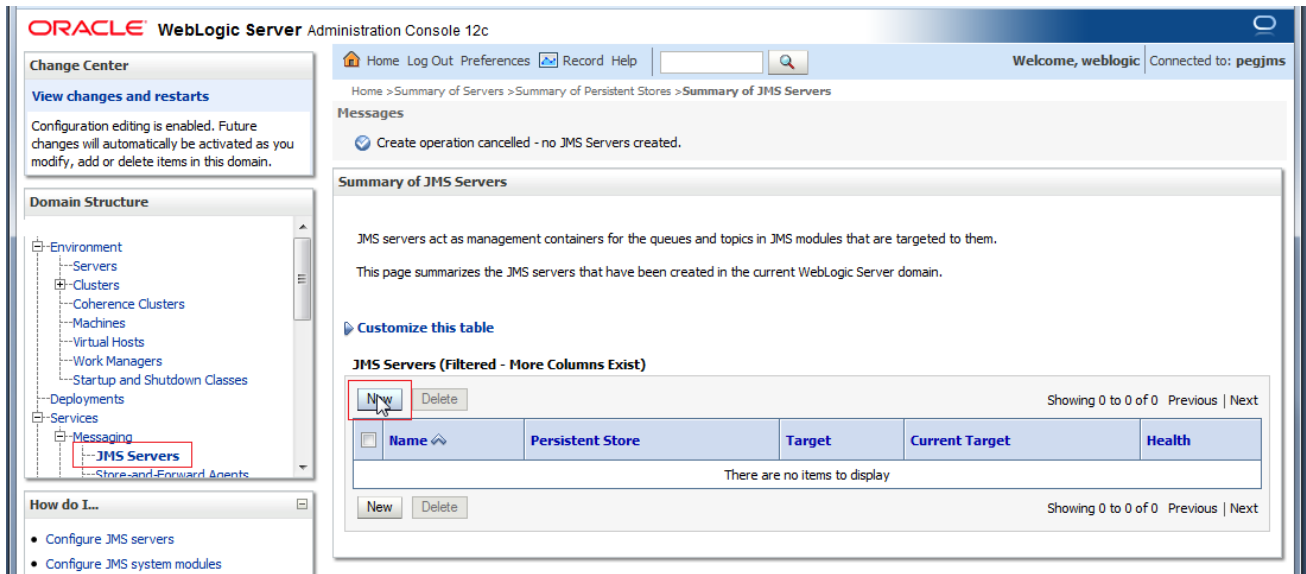 ORACLE WebLogic Server Administration Console 12c
Change Center
View changes and restarts
Configuration editing is enabled. Future
changes will automatically be activated as you
modify, add or delete items in this domain.
Domain Structure
Environment
Servers
Clusters
Coherence Clusters
Machines
Virtual Hosts
Work Managers
Startup and Shutdown Classes
Deployments
Services
Messaging
JMS Servers
Store-and-Forward Agents
How do I...
Configure JMS servers
Configure JMS system modules
Home Log Out Preferences Record Help
Welcome, weblogic Connected to: pegjms
Home >Summary of Servers >Summary of Persistent Stores >Summary of JMS Servers
Messages
Create operation cancelled - no JMS Servers created.
Summary of JMS Servers
JMS servers act as management containers for the queues and topics in JMS modules that are targeted to them.
This page summarizes the JMS servers that have been created in the current WebLogic Server domain.
Customize this table
JMS Servers (Filtered - More Columns Exist)
New Delete Showing 0 to 0 of 0 Previous | Next
Name Persistent Store Target Current Target Health
There are no items to display
New Delete Showing 0 to 0 of 0 Previous | Next